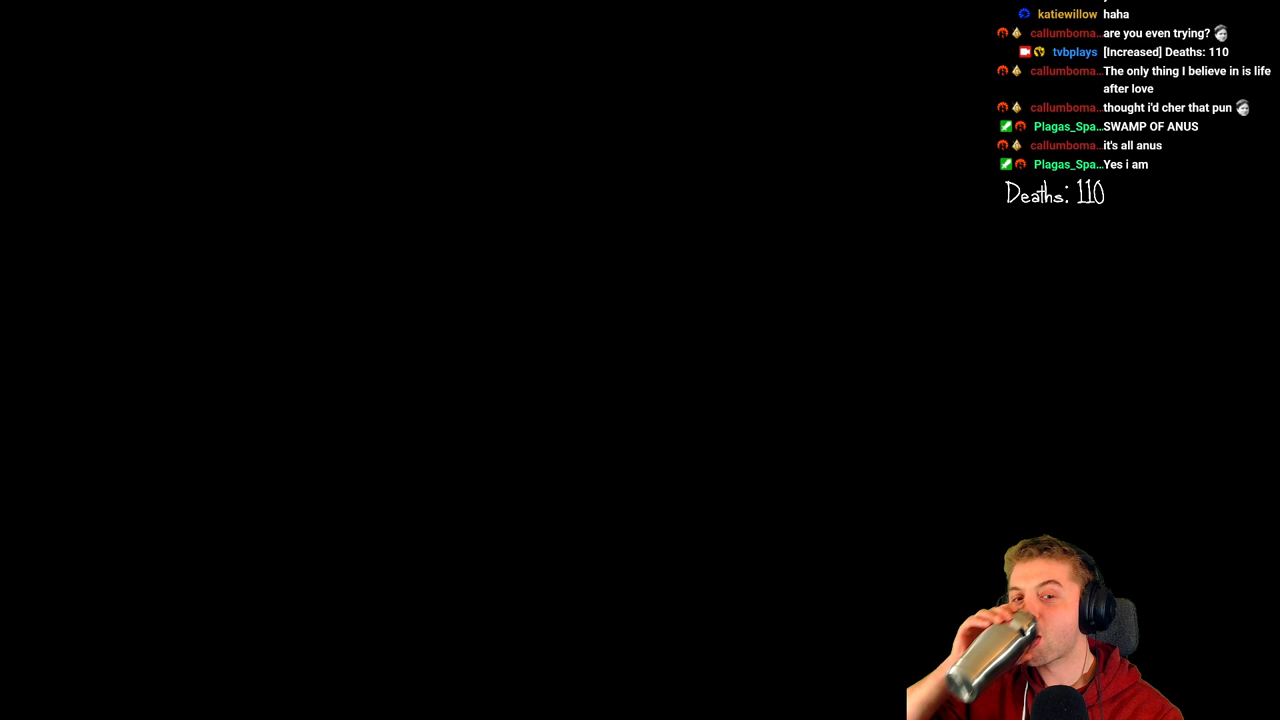 katiewillow haha
callumboma… are you even trying?
tvbplays [Increased] Deaths: 110
callumboma… The only thing I believe in is life
after love
callumboma… thought i'd cher that pun
Plagas_Spa… SWAMP OF ANUS
callumboma… it's all anus
Plagas_Spa… Yes i am
Deaths: 110